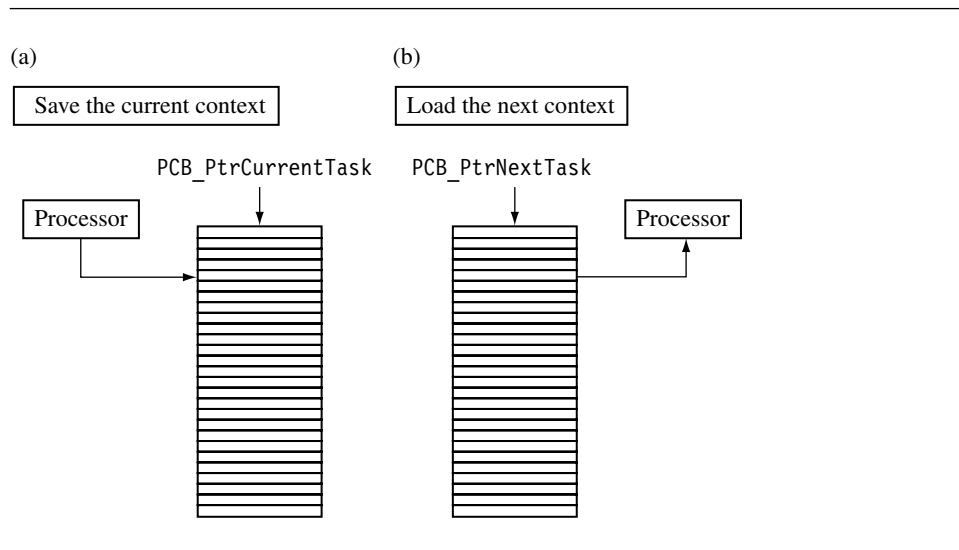 (a)
Save the current context
PCB_PtrCurrentTask
Processor
(b)
Load the next context
PCB_PtrNextTask
Processor